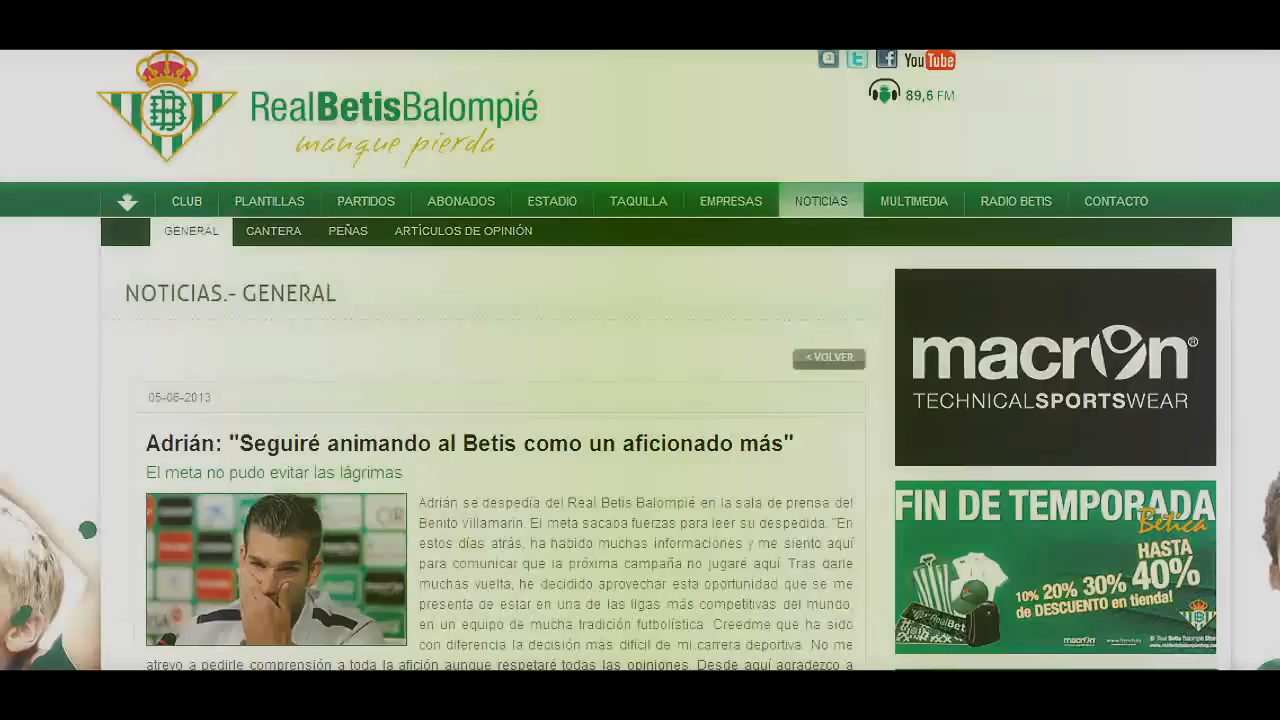 You Tube
RealBetisBalompié
89,6 FM
manque pierda
CLUB PLANTILLAS PARTIDOS ABONADOS ESTADIO TAQUILLA EMPRESAS NOTICIAS MULTIMEDIA RADIO BETIS CONTACTO
GENERAL CANTERA PEÑAS ARTÍCULOS DE OPINIÓN
NOTICIAS.- GENERAL
< VOLVER
05-06-2013
Adrián: "Seguiré animando al Betis como un aficionado más"
El meta no pudo evitar las lágrimas
Adrián se despedía del Real Betis Balompié en la sala de prensa del
Benito Villamarín. El meta sacaba fuerzas para leer su despedida. "En
estos días atrás, ha habido muchas informaciones y me siento aquí
para comunicar que la próxima campaña no jugaré aquí. Tras darle
muchas vuelta, he decidido aprovechar esta oportunidad que se me
presenta de estar en una de las ligas más competitivas del mundo,
en un equipo de mucha tradición futbolística. Creedme que ha sido
con diferencia la decisión más difícil de mi carrera deportiva. No me
atrevo a pedirle comprensión a toda la afición aunque respetaré todas las opiniones. Desde aquí agradezco a
macron®
TECHNICALSPORTSWEAR
FIN DE TEMPORADA
Bética
HASTA
10% 20% 30% 40%
de DESCUENTO en tienda!
RealBet
macron